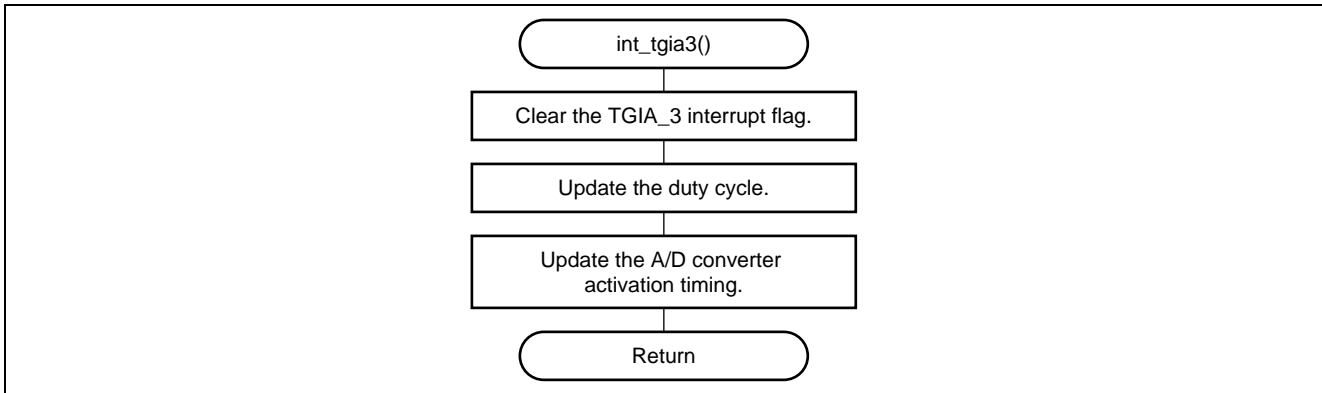 int_tgia3()
Clear the TGIA_3 interrupt flag.
Update the duty cycle.
Update the A/D converter
activation timing.
Return